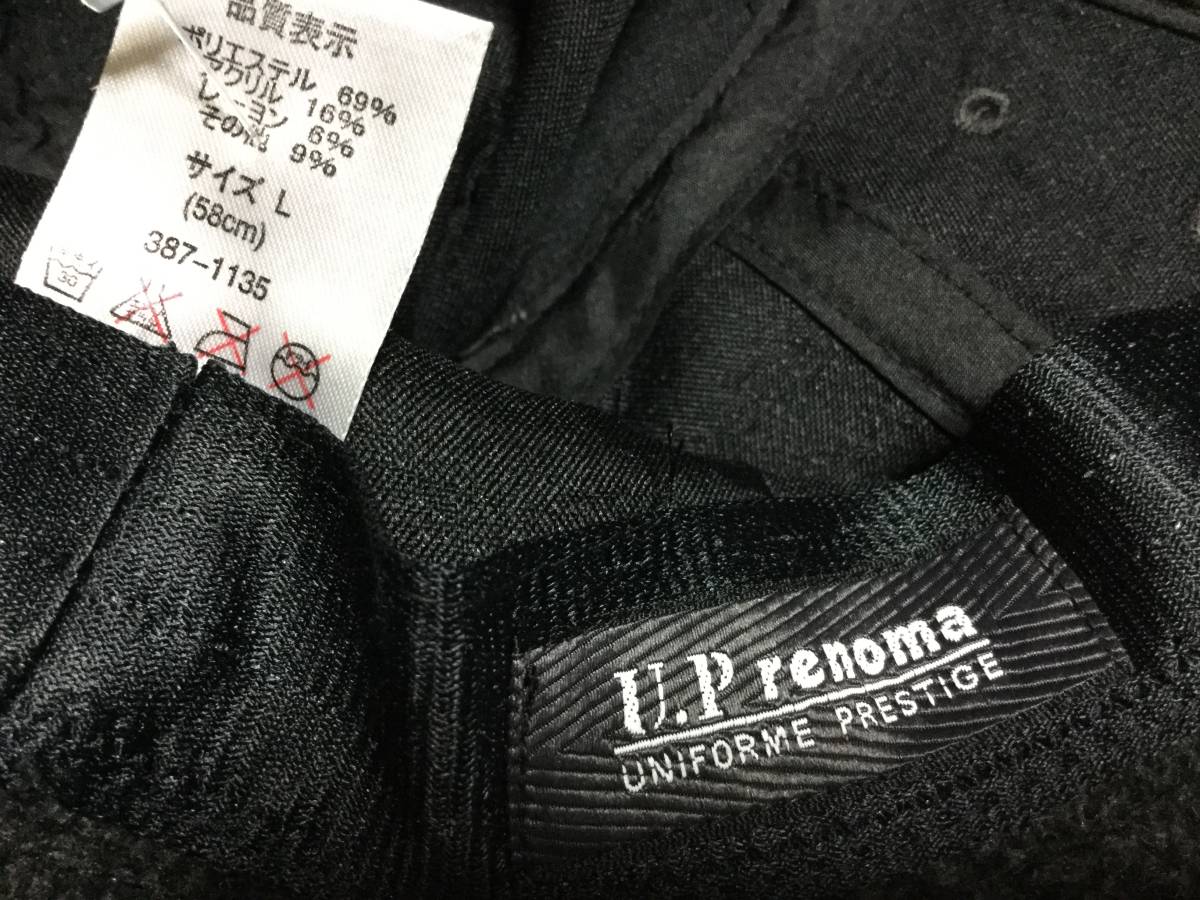 品質表示
ポリエステル 69%
アクリル 16%
レーヨン 6%
その他 9%
サイズ L
(58cm)
387-1135
30
U.P renoma
UNIFORME PRESTIGE